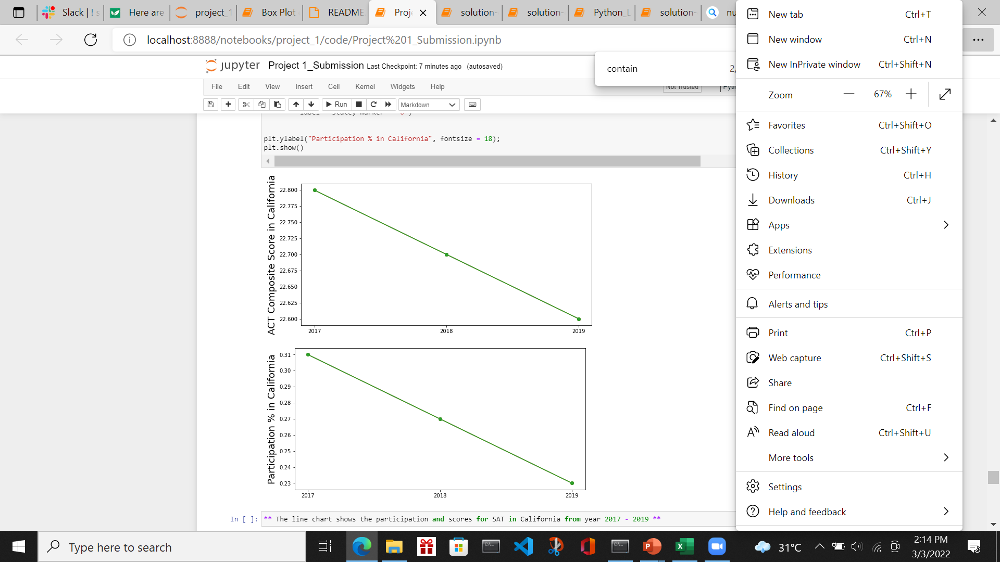 Slack | ! s
Here are
project_1
Box Plot
README.
Proj
solution-
solution-
Python_L
solution-
nu
localhost:8888/notebooks/project_1/code/Project%201_Submission.ipynb
jupyter Project 1_Submission Last Checkpoint: 7 minutes ago (autosaved)
contain 2/
File Edit View Insert Cell Kernel Widgets Help
Not Trusted
Pyth
Run
Markdown
plt.ylabel("Participation % in California", fontsize = 18);
plt.show()
ACT Composite Score in California
22.800
22.775
22.750
22.725
22.700
22.675
22.650
22.625
22.600
2017 2018 2019
Participation % in California
0.31
0.30
0.29
0.28
0.27
0.26
0.25
0.24
0.23
2017 2018 2019
In [ ]: ** The line chart shows the participation and scores for SAT in California from year 2017 - 2019 **
New tab Ctrl+T
New window Ctrl+N
New InPrivate window Ctrl+Shift+N
Zoom 67%
Favorites Ctrl+Shift+O
Collections Ctrl+Shift+Y
History Ctrl+H
Downloads Ctrl+J
Apps
Extensions
Performance
Alerts and tips
Print Ctrl+P
Web capture Ctrl+Shift+S
Share
Find on page Ctrl+F
Read aloud Ctrl+Shift+U
More tools
Settings
Help and feedback
Type here to search
31°C
2:14 PM
3/3/2022